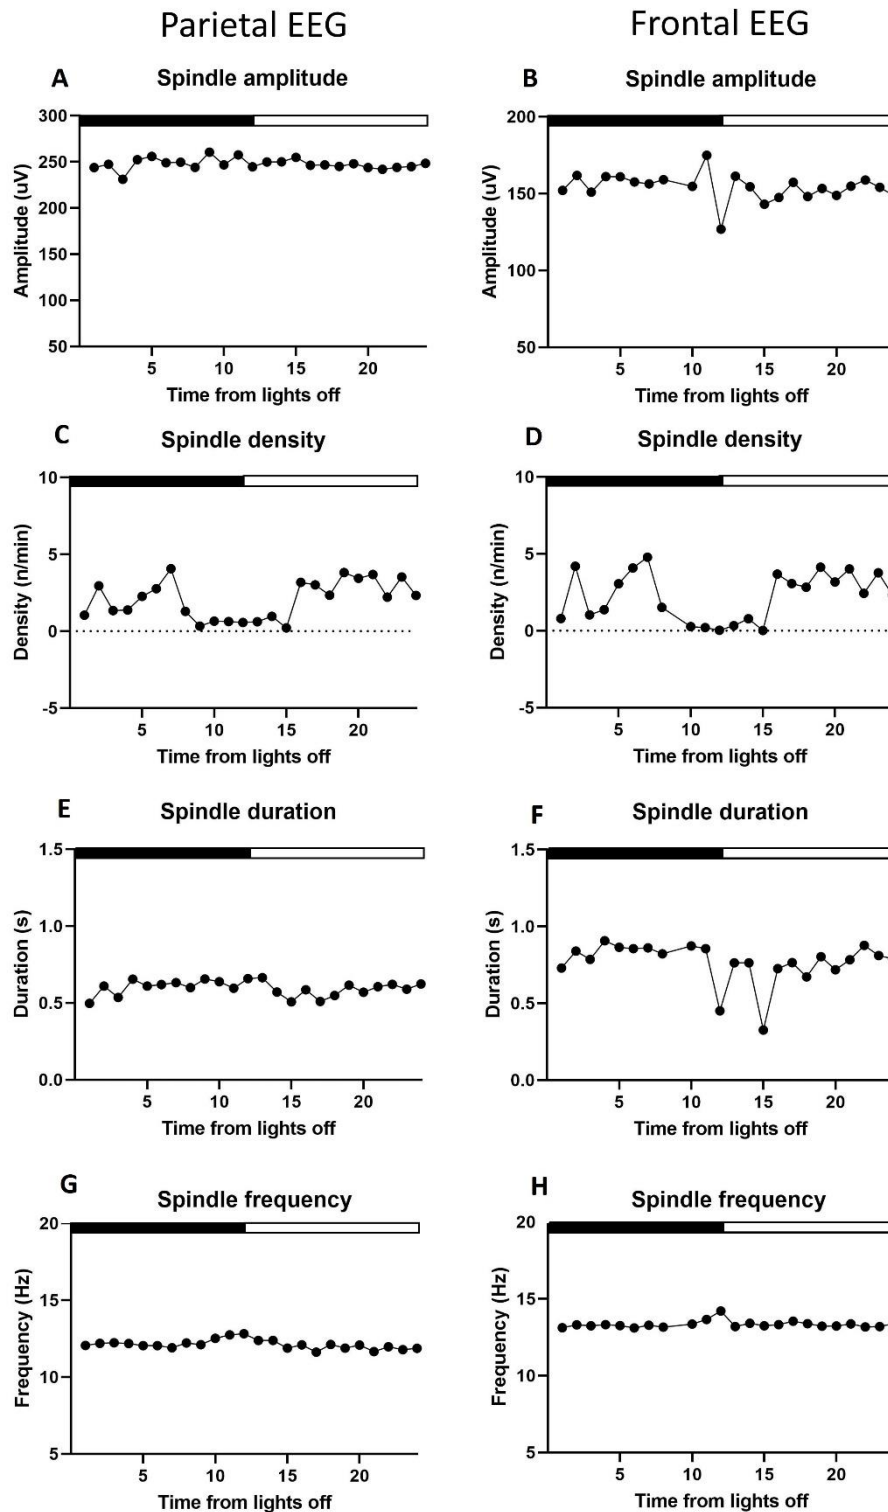 Parietal EEG
Frontal EEG
A
Spindle amplitude
300
250
200
150
100
50
Amplitude (uV)
5
10
15
20
Time from lights off
B
Spindle amplitude
200
150
100
50
Amplitude (uV)
5
10
15
20
Time from lights off
C
Spindle density
10
5
0
-5
Density (n/min)
5
10
15
20
Time from lights off
D
Spindle density
10
5
0
-5
Density (n/min)
5
10
15
20
Time from lights off
E
Spindle duration
1.5
1.0
0.5
0.0
Duration (s)
5
10
15
20
Time from lights off
F
Spindle duration
1.5
1.0
0.5
0.0
Duration (s)
5
10
15
20
Time from lights off
G
Spindle frequency
20
15
10
5
Frequency (Hz)
5
10
15
20
Time from lights off
H
Spindle frequency
20
15
10
5
Frequency (Hz)
5
10
15
20
Time from lights off